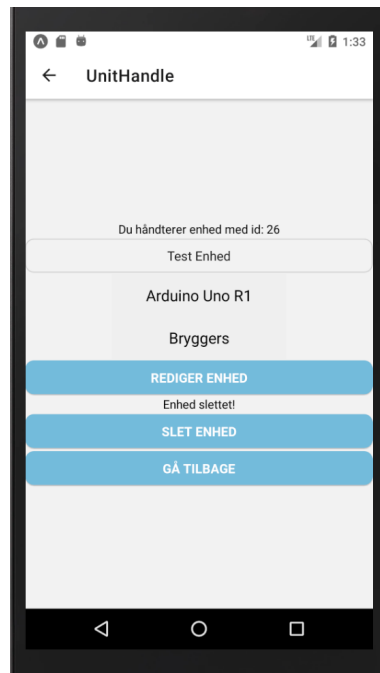 LTE 1:33
UnitHandle
Du håndterer enhed med id: 26
Test Enhed
Arduino Uno R1
Bryggers
REDIGER ENHED
Enhed slettet!
SLET ENHED
GÅ TILBAGE